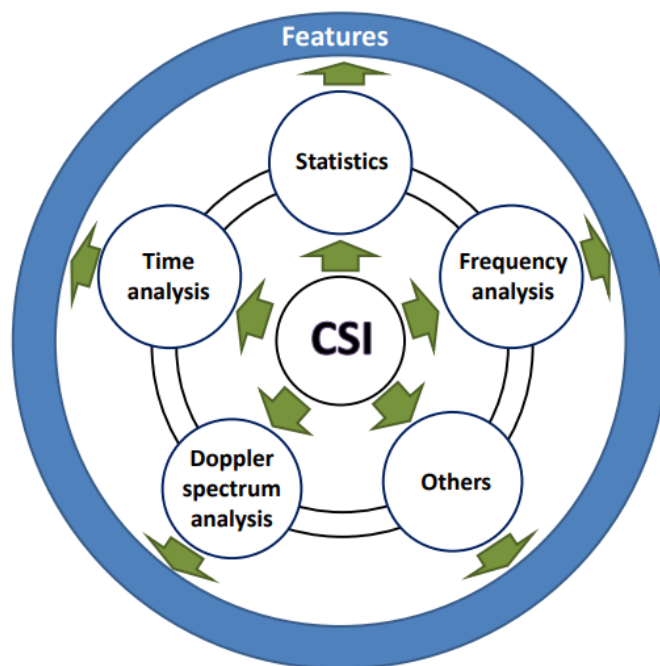 Features
Statistics
Time
analysis
Frequency
analysis
CSI
Doppler
spectrum
analysis
Others